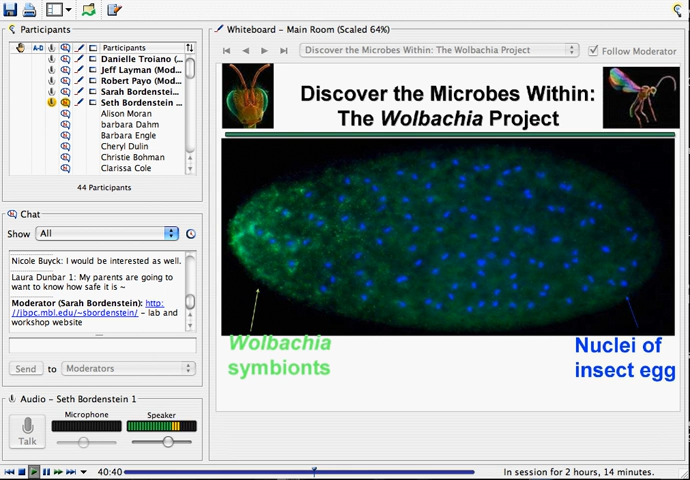 Participants
Whiteboard - Main Room (Scaled 64%)
A-D
Participants
Danielle Troiano (...
Jeff Layman (Mod...
Robert Payo (Mod...
Sarah Bordenstei...
Seth Bordenstein ...
Alison Moran
barbara Dahm
Barbara Engle
Cheryl Dulin
Christie Bohman
Clarissa Cole
44 Participants
Discover the Microbes Within: The Wolbachia Project
Follow Moderator
Discover the Microbes Within:
The Wolbachia Project
Wolbachia
symbionts
Nuclei of
insect egg
Chat
Show
All
Nicole Buyck: I would be interested as well.
Laura Dunbar 1: My parents are going to
want to know how safe it is ~
Moderator (Sarah Bordenstein): http:
//jbpc.mbl.edu/~sbordenstein/ - lab and
workshop website
Send
to
Moderators
Audio - Seth Bordenstein 1
Microphone
Speaker
Talk
40:40
In session for 2 hours, 14 minutes.